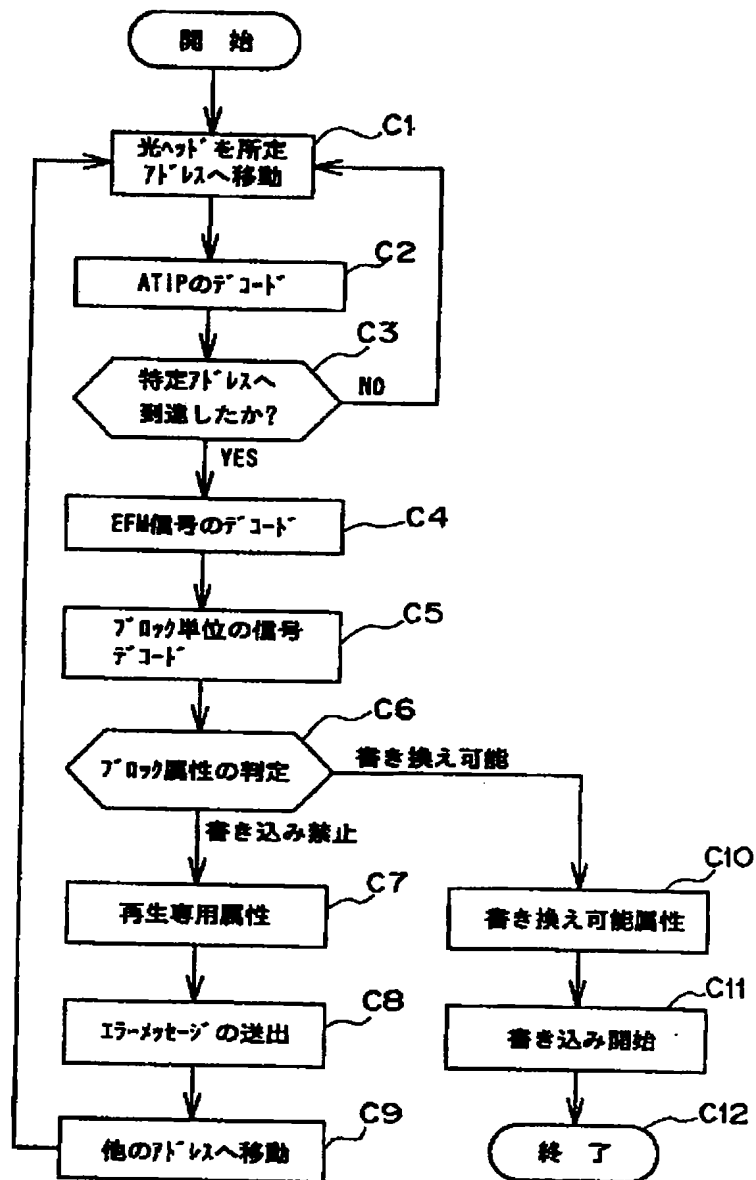 開 始
C1
光ヘッドを所定
アドレスへ移動
C2
ATIPのデコード
C3
特定アドレスへ
到達したか?
NO
YES
C4
EFM信号のデコード
C5
ブロック単位の信号
デコード
C6
ブロック属性の判定
書き換え可能
書き込み禁止
C7
再生専用属性
C10
書き換え可能属性
C8
エラーメッセージの送出
C11
書き込み開始
C9
他のアドレスへ移動
C12
終 了